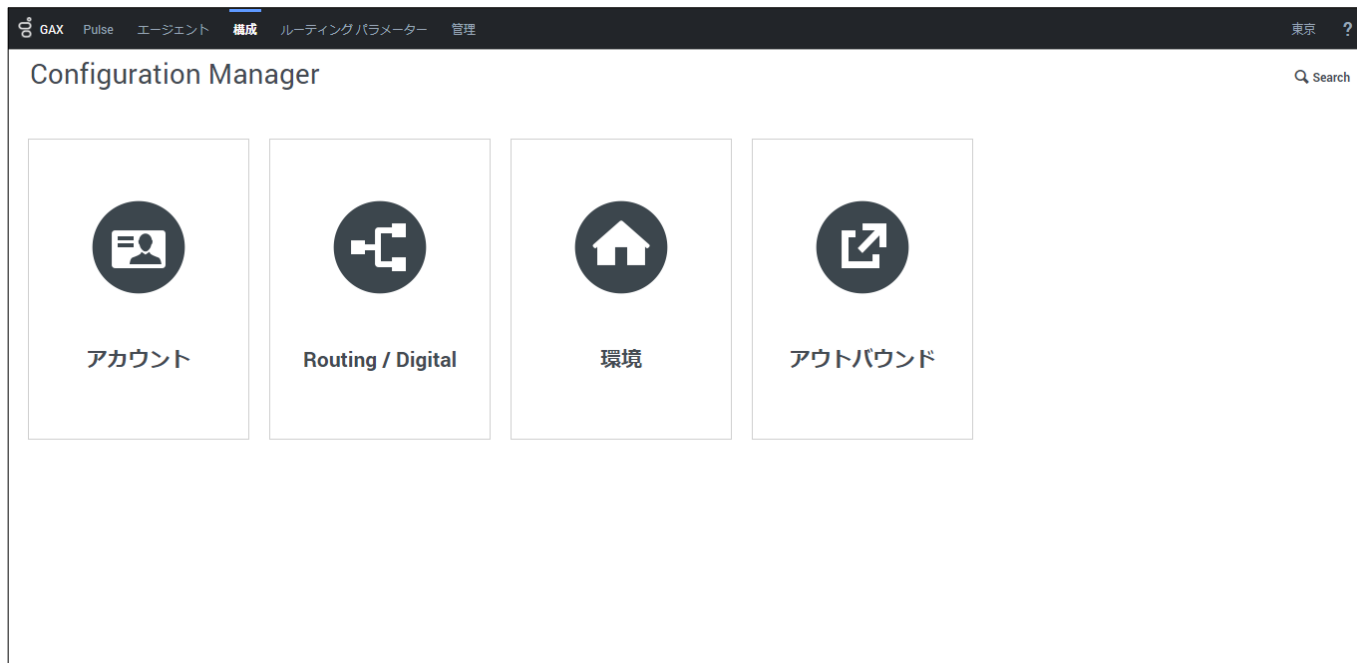 GAX Pulse エージェント 構成 ルーティング パラメーター 管理 東京 ?
Configuration Manager
Search
アカウント Routing / Digital 環境 アウトバウンド